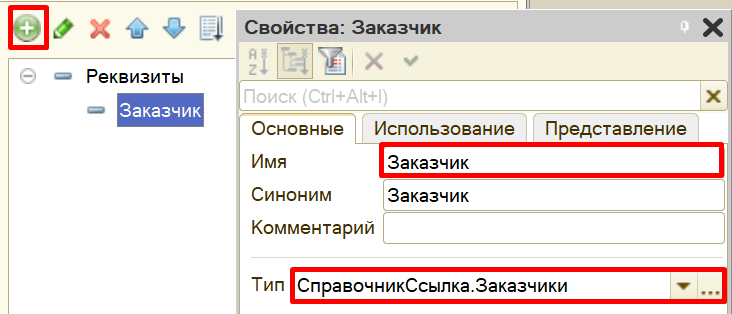 Реквизиты
Заказчик
Свойства: Заказчик
Поиск (Ctrl+Alt+I)
Основные Использование Представление
Имя Заказчик
Синоним Заказчик
Комментарий
Тип СправочникСсылка.Заказчики ...